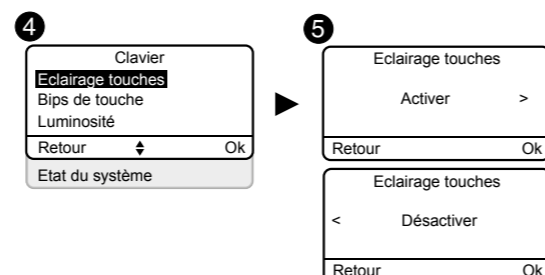 4
Clavier
Eclairage touches
Bips de touche
Luminosité
Retour Ok
Etat du système
5
Eclairage touches
Activer >
Retour Ok
Eclairage touches
< Désactiver
Retour Ok